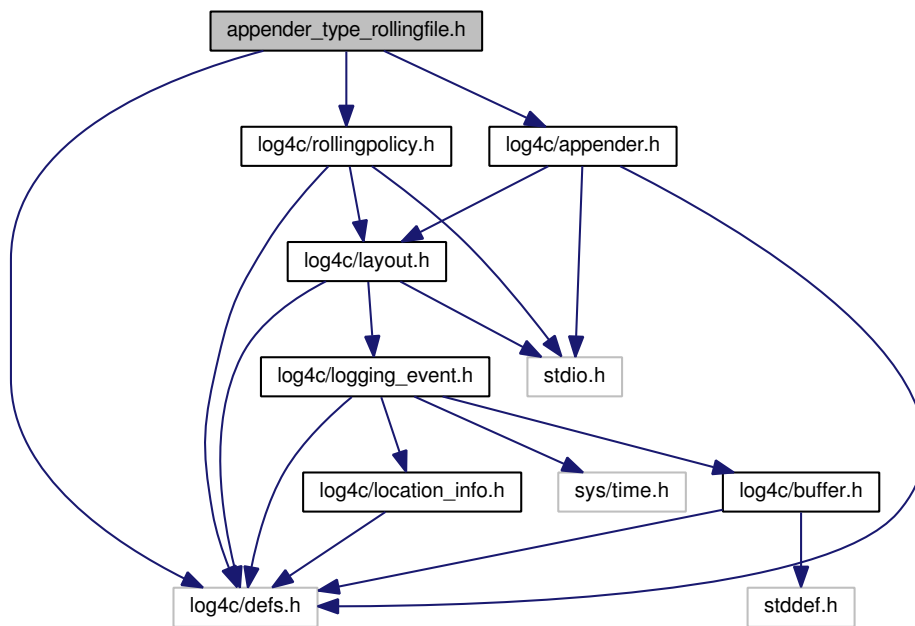 appender_type_rollingfile.h
log4c/rollingpolicy.h
log4c/appender.h
log4c/layout.h
log4c/logging_event.h
stdio.h
log4c/location_info.h
sys/time.h
log4c/buffer.h
log4c/defs.h
stddef.h